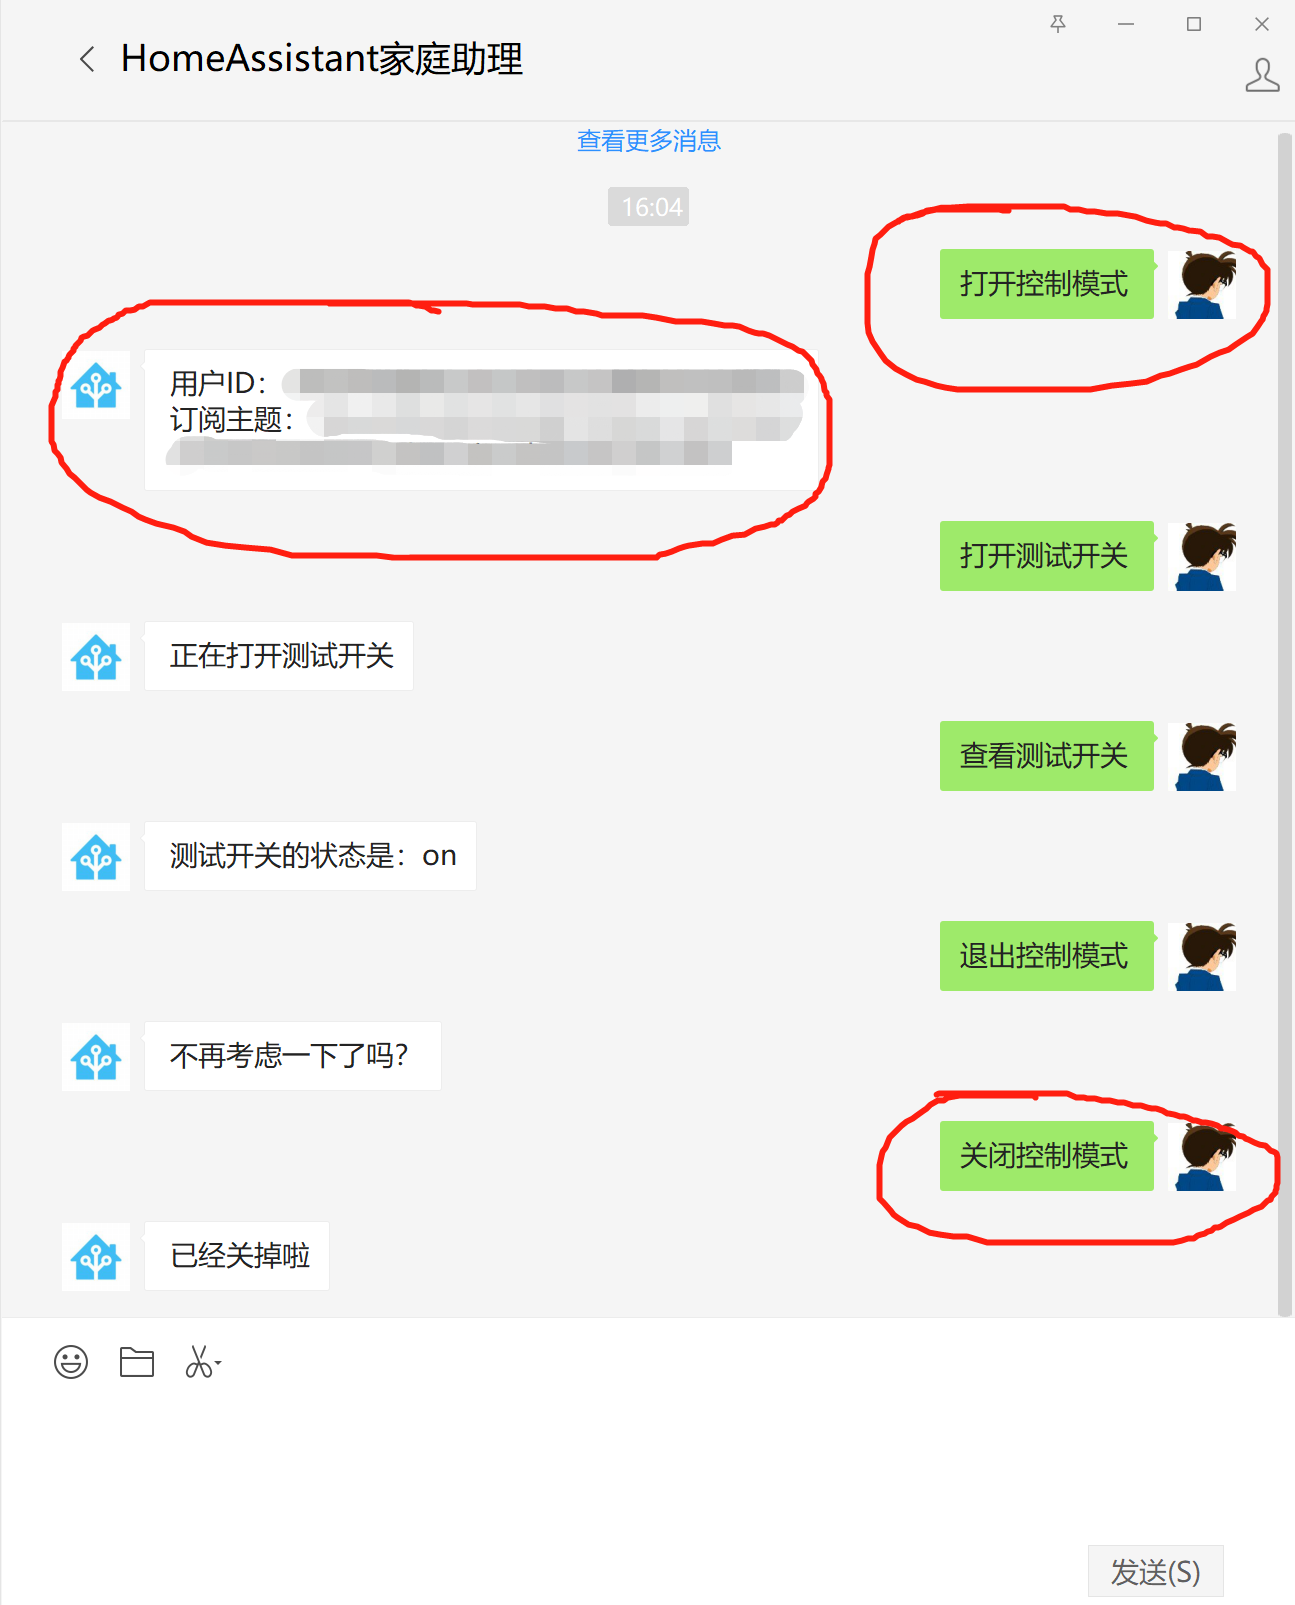 HomeAssistant家庭助理
查看更多消息
16:04
打开控制模式
用户ID：
订阅主题：
打开测试开关
正在打开测试开关
查看测试开关
测试开关的状态是：on
退出控制模式
不再考虑一下了吗？
关闭控制模式
已经关掉啦
发送(S)